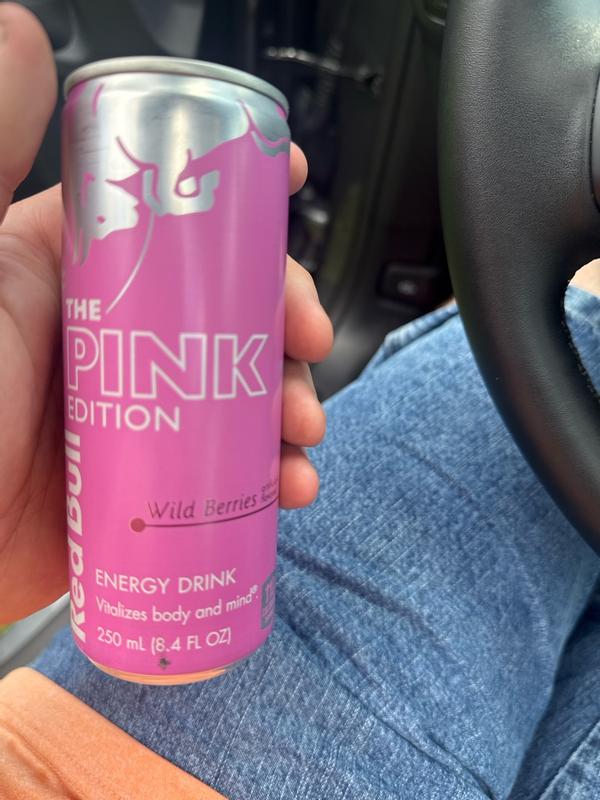 THE
PINK
EDITION
Red Bull
Wild Berries
ENERGY DRINK
Vitalizes body and mind®.
250 mL (8.4 FL OZ)